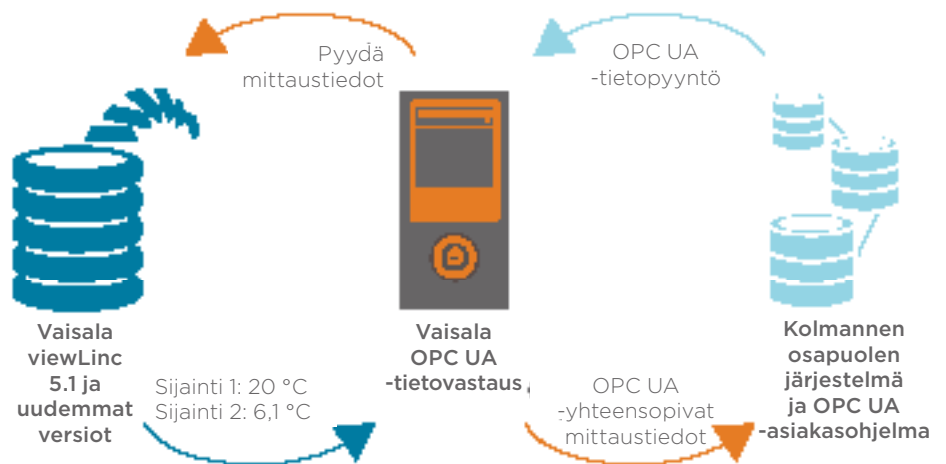 Pyydä
mittaustiedot
OPC UA
-tietopyyntö
Vaisala
viewLinc
5.1 ja
uudemmat
versiot
Sijainti 1: 20 °C
Sijainti 2: 6,1 °C
Vaisala
OPC UA
-tietovastaus
OPC UA
-yhteensopivat
mittaustiedot
Kolmannen
osapuolen
järjestelmä
ja OPC UA
-asiakasohjelma